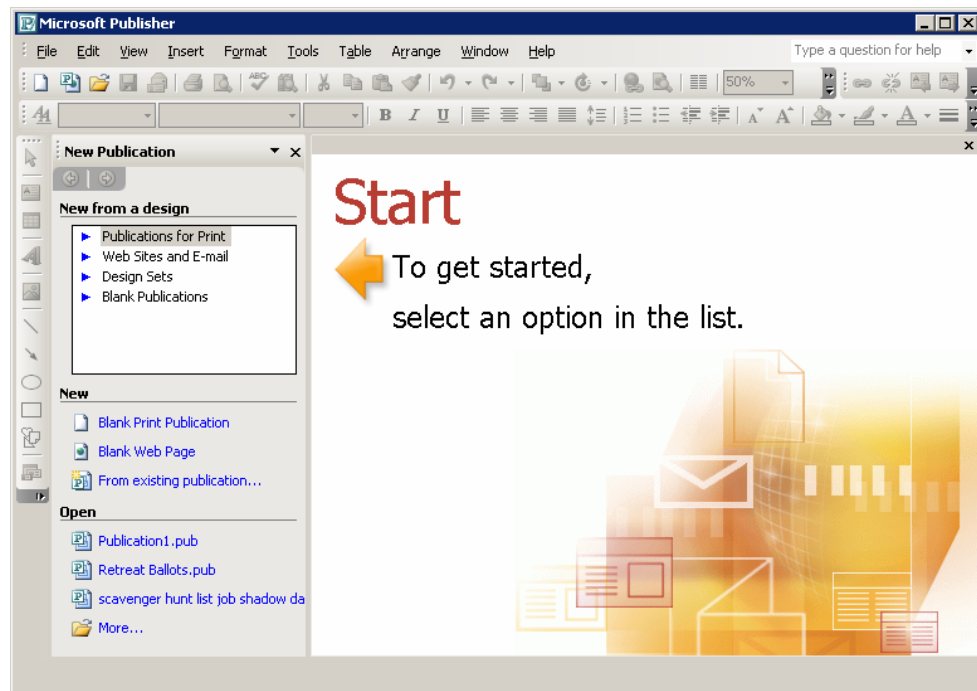 Microsoft Publisher
File Edit View Insert Format Tools Table Arrange Window Help Type a question for help
ABC 50%
B I U A A A
New Publication
New from a design
Publications for Print
Web Sites and E-mail
Design Sets
Blank Publications
New
Blank Print Publication
Blank Web Page
From existing publication...
Open
Publication1.pub
Retreat Ballots.pub
scavenger hunt list job shadow da
More...
Start
To get started,
select an option in the list.